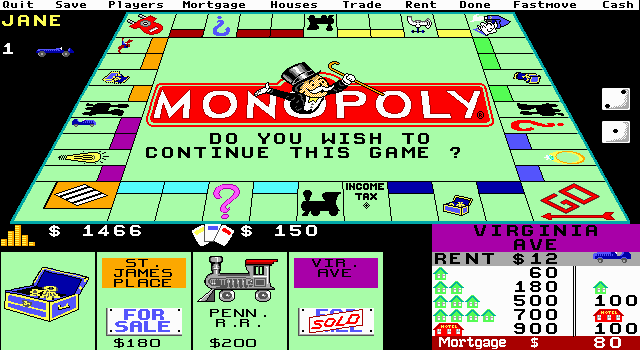 Quit Save Players Mortgage Houses Trade Rent Done Fastmove Cash
JANE
1
MONOPOLY
DO YOU WISH TO
CONTINUE THIS GAME ?
INCOME
TAX
GO
$ 1466
$ 150
ST.
JAMES
PLACE
FOR
SALE
$180
PENN.
R.R.
$200
VIR.
AVE
SOLD
VIRGINIA
AVE
RENT $12
60
180
500 100
700
HOTEL
900 100
Mortgage $ 80